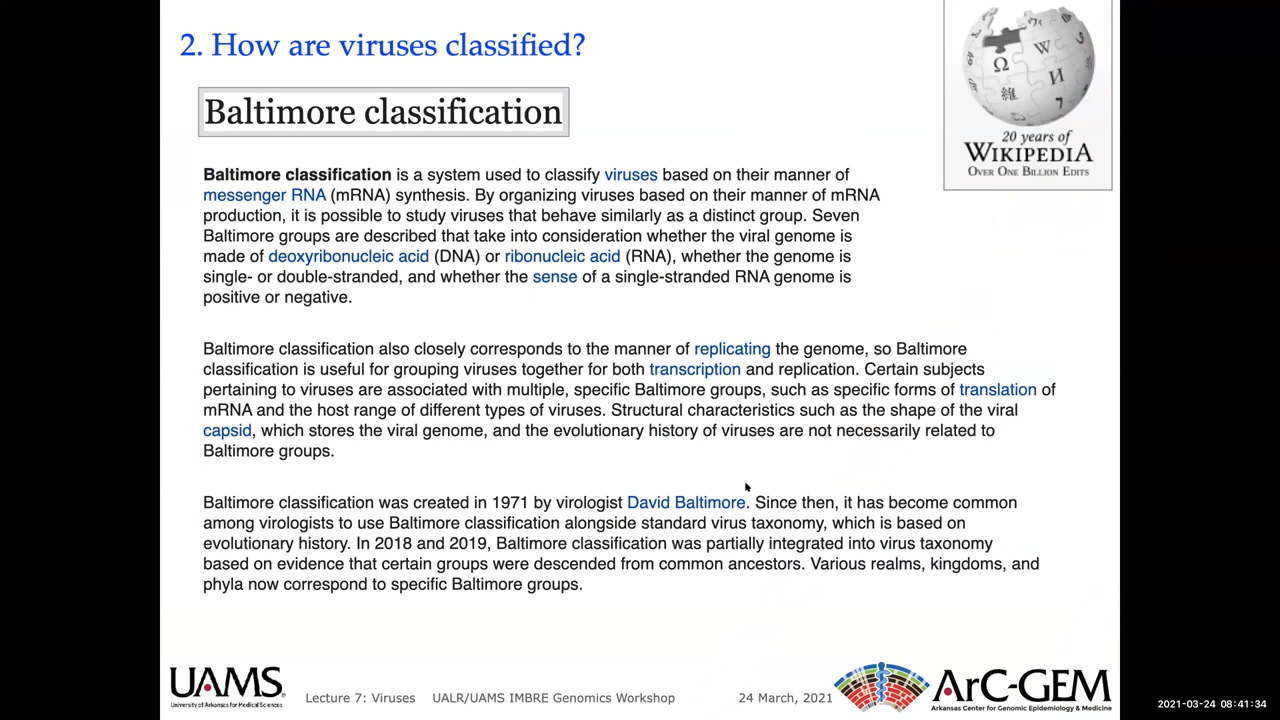 2. How are viruses classified?
Baltimore classification
20 years of
WIKIPEDIA
OVER ONE BILLION EDITS
Baltimore classification is a system used to classify viruses based on their manner of
messenger RNA (mRNA) synthesis. By organizing viruses based on their manner of mRNA
production, it is possible to study viruses that behave similarly as a distinct group. Seven
Baltimore groups are described that take into consideration whether the viral genome is
made of deoxyribonucleic acid (DNA) or ribonucleic acid (RNA), whether the genome is
single- or double-stranded, and whether the sense of a single-stranded RNA genome is
positive or negative.
Baltimore classification also closely corresponds to the manner of replicating the genome, so Baltimore
classification is useful for grouping viruses together for both transcription and replication. Certain subjects
pertaining to viruses are associated with multiple, specific Baltimore groups, such as specific forms of translation of
mRNA and the host range of different types of viruses. Structural characteristics such as the shape of the viral
capsid, which stores the viral genome, and the evolutionary history of viruses are not necessarily related to
Baltimore groups.
Baltimore classification was created in 1971 by virologist David Baltimore. Since then, it has become common
among virologists to use Baltimore classification alongside standard virus taxonomy, which is based on
evolutionary history. In 2018 and 2019, Baltimore classification was partially integrated into virus taxonomy
based on evidence that certain groups were descended from common ancestors. Various realms, kingdoms, and
phyla now correspond to specific Baltimore groups.
UAMS
University of Arkansas for Medical Sciences
Lecture 7: Viruses UALR/UAMS IMBRE Genomics Workshop 24 March, 2021
ArC-GEM
Arkansas Center for Genomic Epidemiology & Medicine
2021-03-24 08:41:34